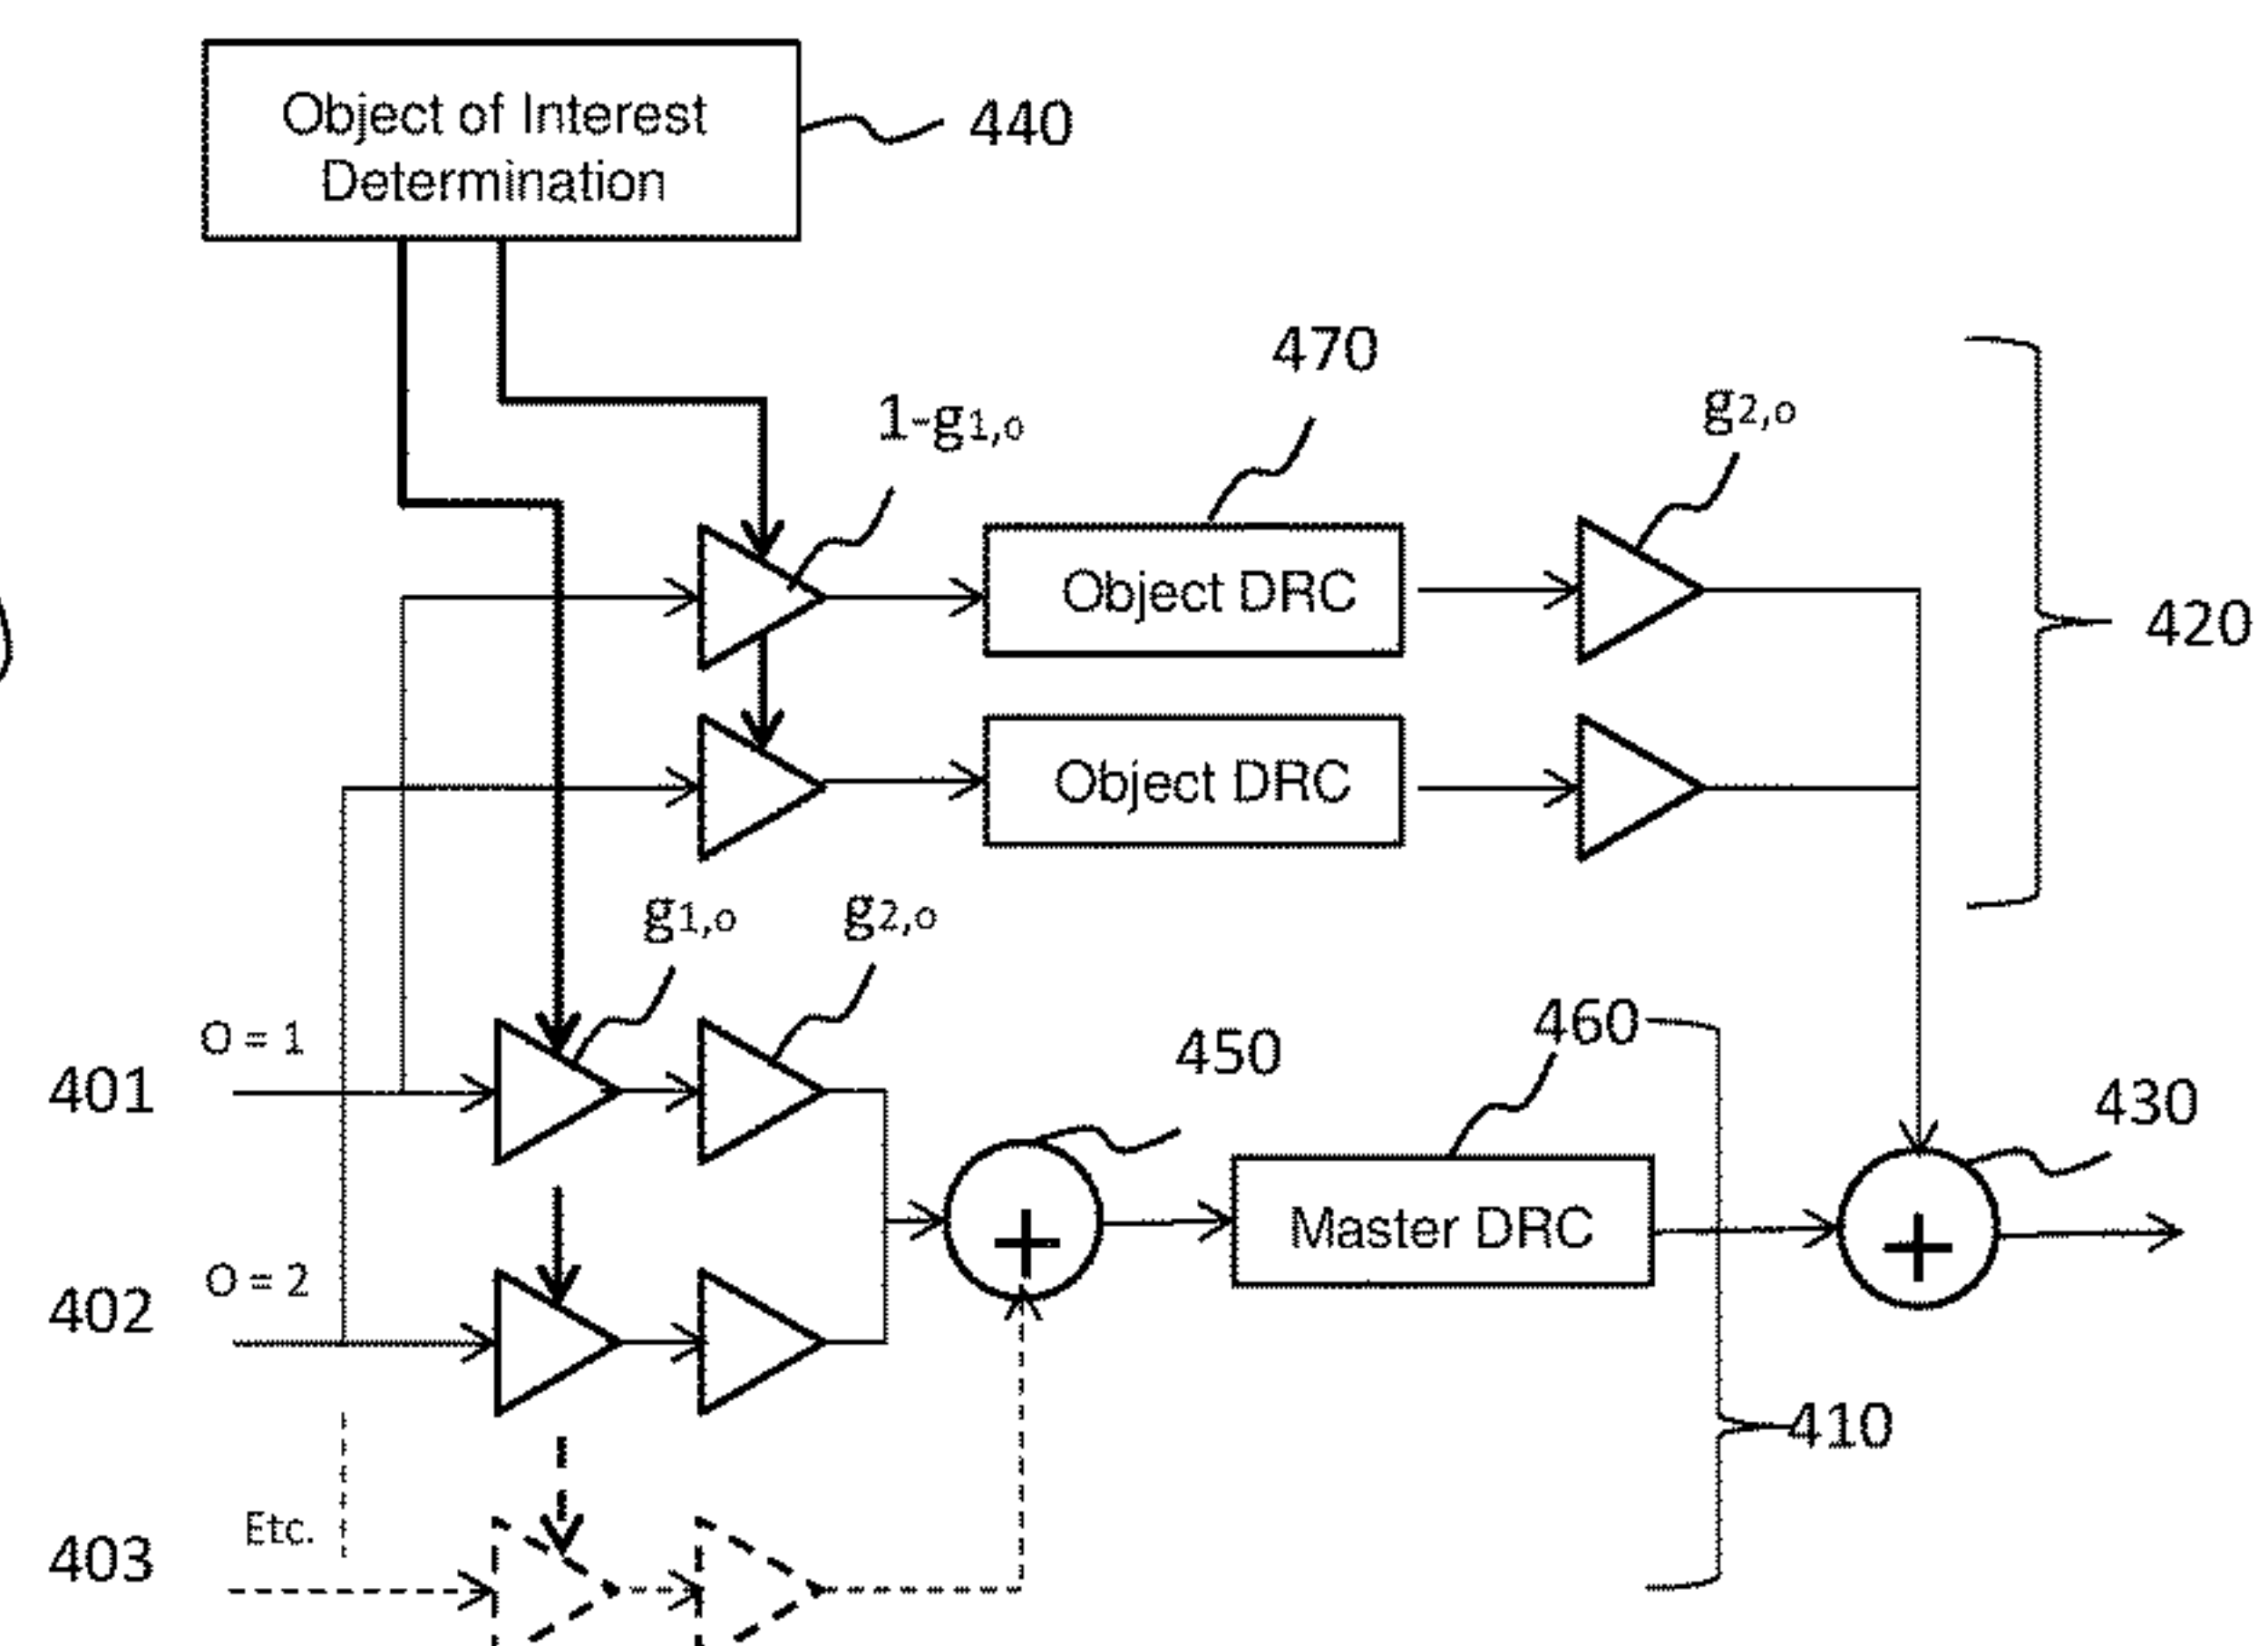 Object of Interest
Determination
440
470
1-g1,o
g2,o
Object DRC
420
Object DRC
g1,o
g2,o
O = 1
401
450
460
430
Master DRC
O = 2
402
410
Etc.
403